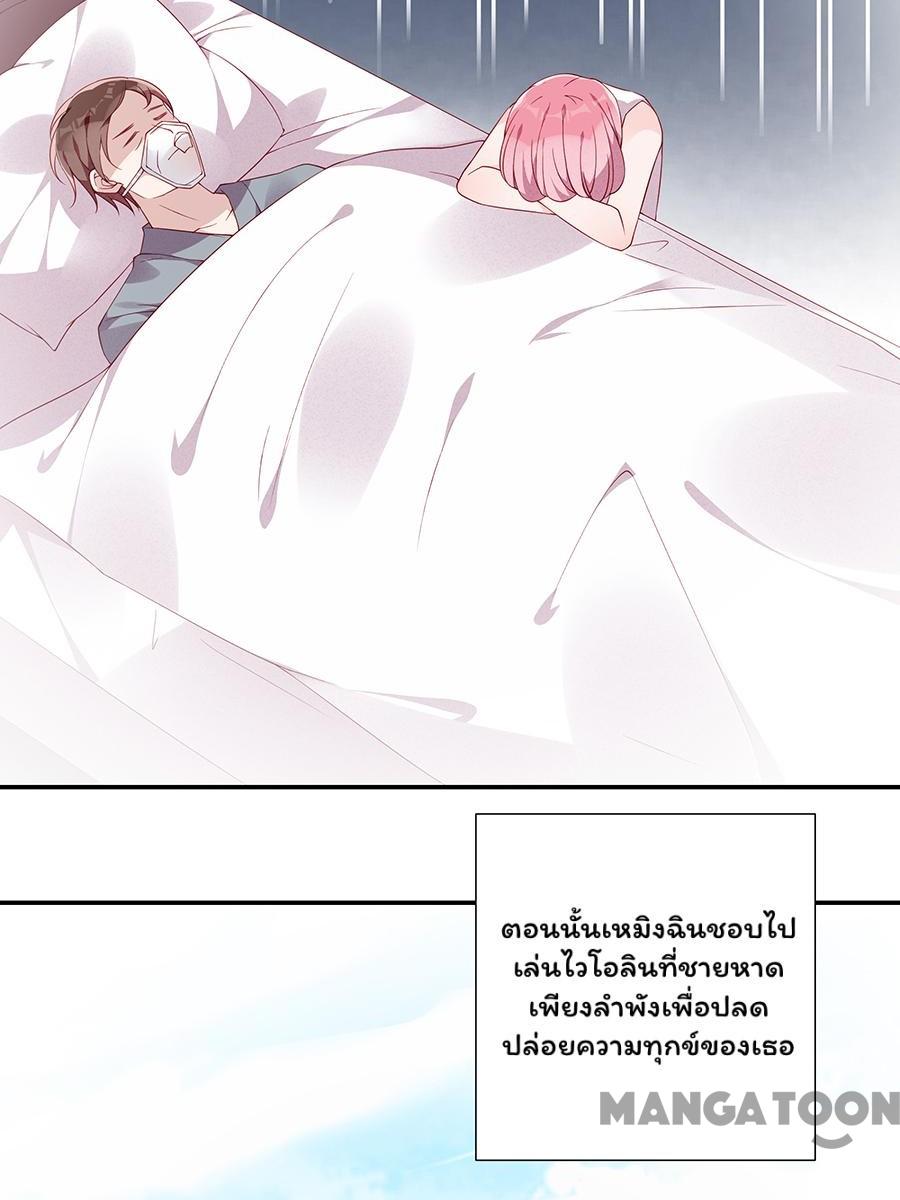 ตอนนั้นเหมิงฉินชอบไป
เล่นไวโอลินที่ชายหาด
เพียงลำพังเพื่อปลด
ปล่อยความทุกข์ของเธอ
MANGATOON